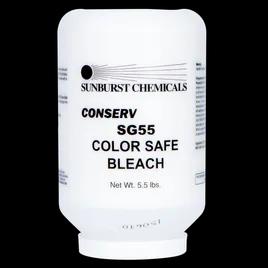 SUNBURST CHEMICALS
CONSERV
SG55
COLOR SAFE
BLEACH
Net Wt. 5.5 lbs.